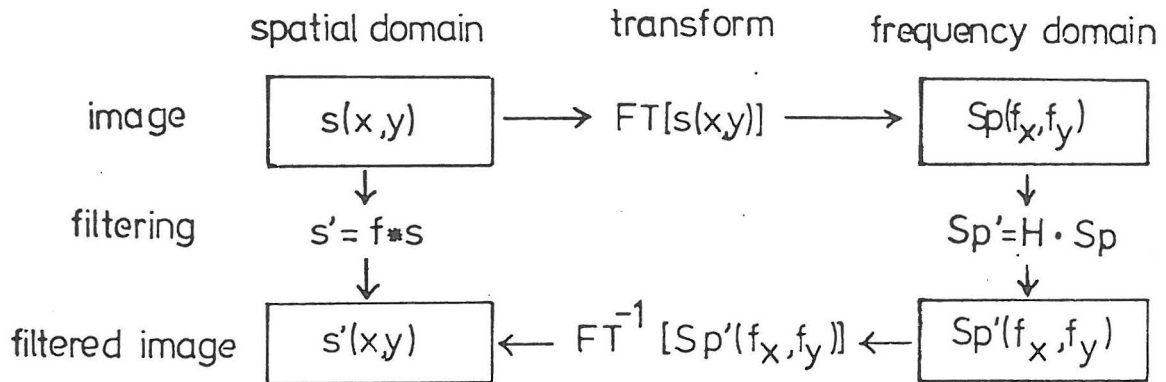 spatial domain transform frequency domain
image s(x,y) FT[s(x,y)] Sp(fx,fy)
filtering s'=f*s Sp'=H·Sp
filtered image s'(x,y) FT⁻¹ [Sp'(fx,fy)] Sp'(fx,fy)